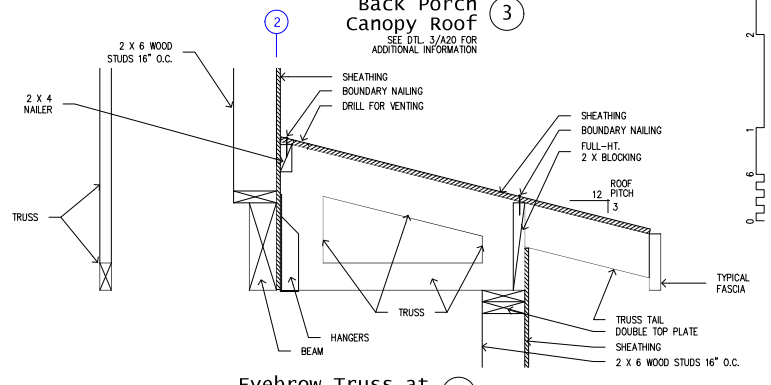 Back Porch
Canopy Roof
3
SEE DTL. 3/A20 FOR
ADDITIONAL INFORMATION
2
2 X 6 WOOD
STUDS 16" O.C.
2 X 4
NAILER
SHEATHING
BOUNDARY NAILING
DRILL FOR VENTING
SHEATHING
BOUNDARY NAILING
FULL-HT.
2 X BLOCKING
12
ROOF
PITCH
3
TRUSS
TRUSS
HANGERS
BEAM
TYPICAL
FASCIA
TRUSS TAIL
DOUBLE TOP PLATE
SHEATHING
2 X 6 WOOD STUDS 16" O.C.
2
1
6
0
Eyebrow Truss at